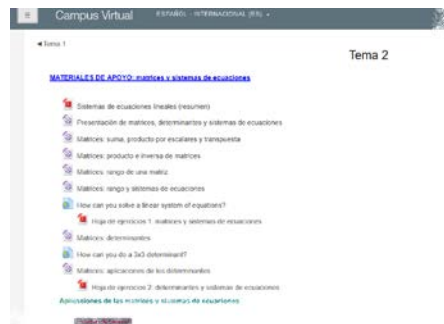 Campus Virtual ESPAÑOL - INTERNACIONAL (ES)
◄ Tema 1
Tema 2
MATERIALES DE APOYO: matrices y sistemas de ecuaciones
Sistemas de ecuaciones lineales (resumen)
Presentación de matrices, determinantes y sistemas de ecuaciones
Matrices: suma, producto por escalares y transpuesta
Matrices: producto e inversa de matrices
Matrices: rango de una matriz
Matrices: rango y sistemas de ecuaciones
How can you solve a linear system of equations?
Hoja de ejercicios 1: matrices y sistemas de ecuaciones
Matrices: determinantes
How can you do a 3x3 determinant?
Matrices: aplicaciones de los determinantes
Hoja de ejercicios 2: determinantes y sistemas de ecuaciones
Aplicaciones de las matrices y sistemas de ecuaciones